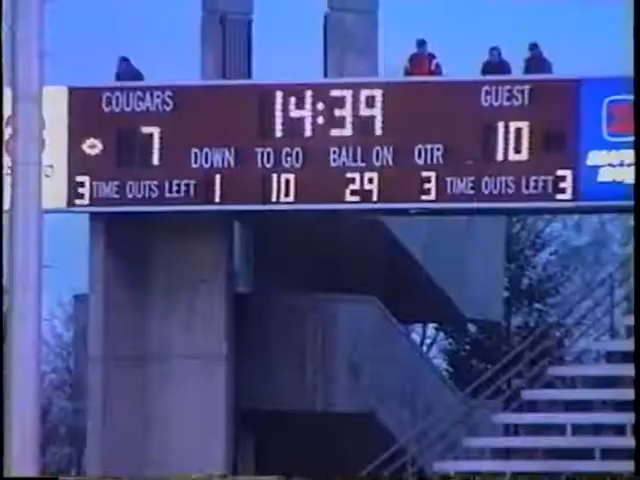 COUGARS 14:39 GUEST
7 10
DOWN TO GO BALL ON QTR
3 TIME OUTS LEFT 1 10 29 3 TIME OUTS LEFT 3